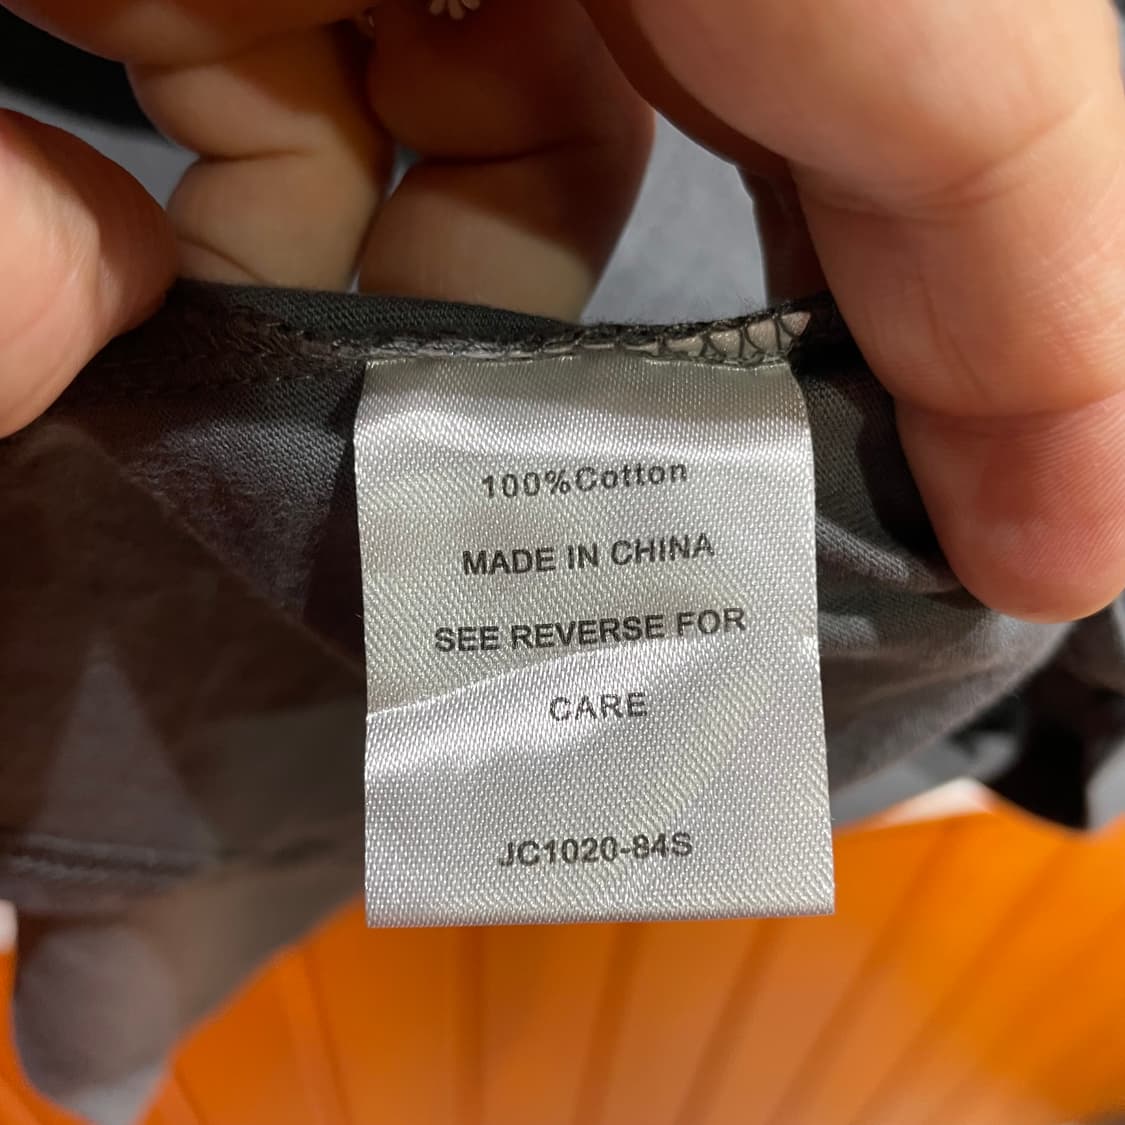 100%Cotton
MADE IN CHINA
SEE REVERSE FOR
CARE
JC1020-84S